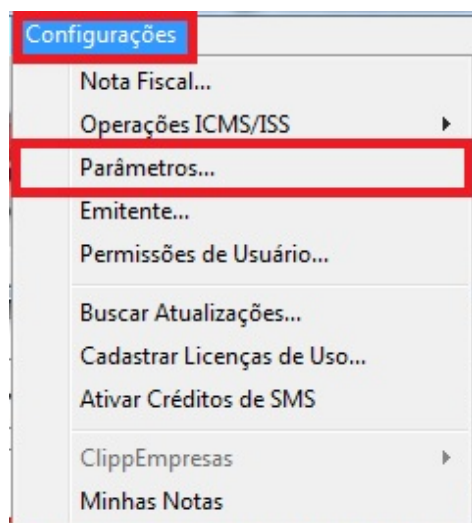 Configurações
Nota Fiscal...
Operações ICMS/ISS
Parâmetros...
Emitente...
Permissões de Usuário...
Buscar Atualizações...
Cadastrar Licenças de Uso...
Ativar Créditos de SMS
ClippEmpresas
Minhas Notas